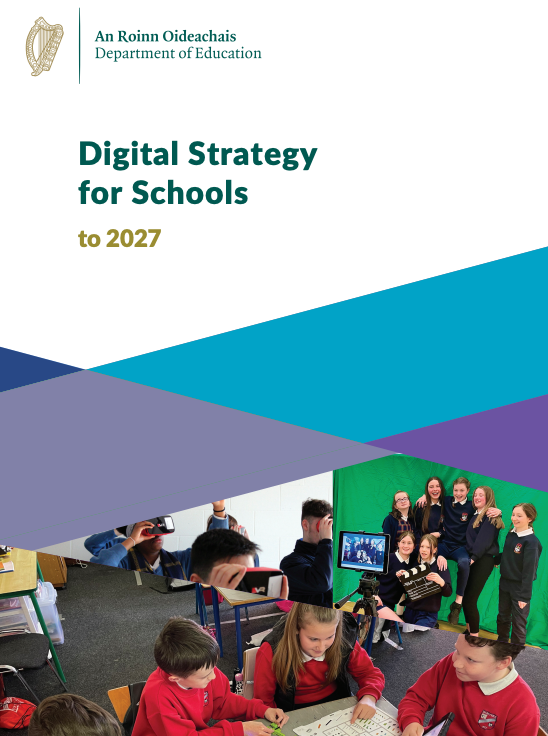 An Roinn Oideachais
Department of Education
Digital Strategy
for Schools
to 2027